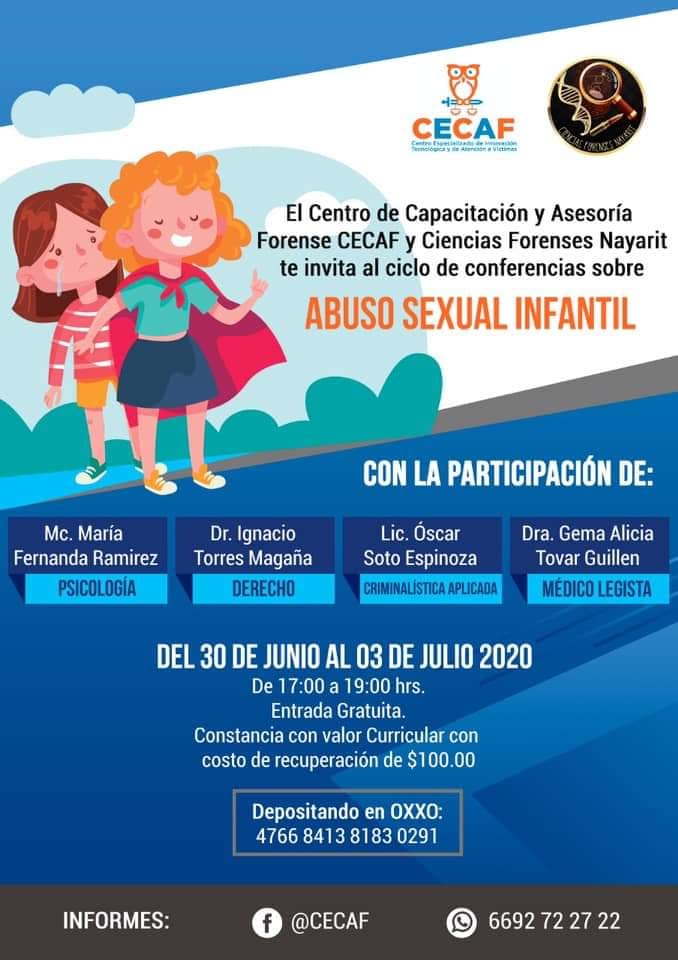 CECAF
Centro Especializado de Innovación
Tecnológica y de Atención a Víctimas
CIENCIAS FORENSES NAYARIT
El Centro de Capacitación y Asesoría
Forense CECAF y Ciencias Forenses Nayarit
te invita al ciclo de conferencias sobre
ABUSO SEXUAL INFANTIL
CON LA PARTICIPACIÓN DE:
Mc. María
Fernanda Ramirez
PSICOLOGÍA
Dr. Ignacio
Torres Magaña
DERECHO
Lic. Óscar
Soto Espinoza
CRIMINALÍSTICA APLICADA
Dra. Gema Alicia
Tovar Guillen
MÉDICO LEGISTA
DEL 30 DE JUNIO AL 03 DE JULIO 2020
De 17:00 a 19:00 hrs.
Entrada Gratuita.
Constancia con valor Curricular con
costo de recuperación de $100.00
Depositando en OXXO:
4766 8413 8183 0291
INFORMES:
@CECAF
6692 72 27 22